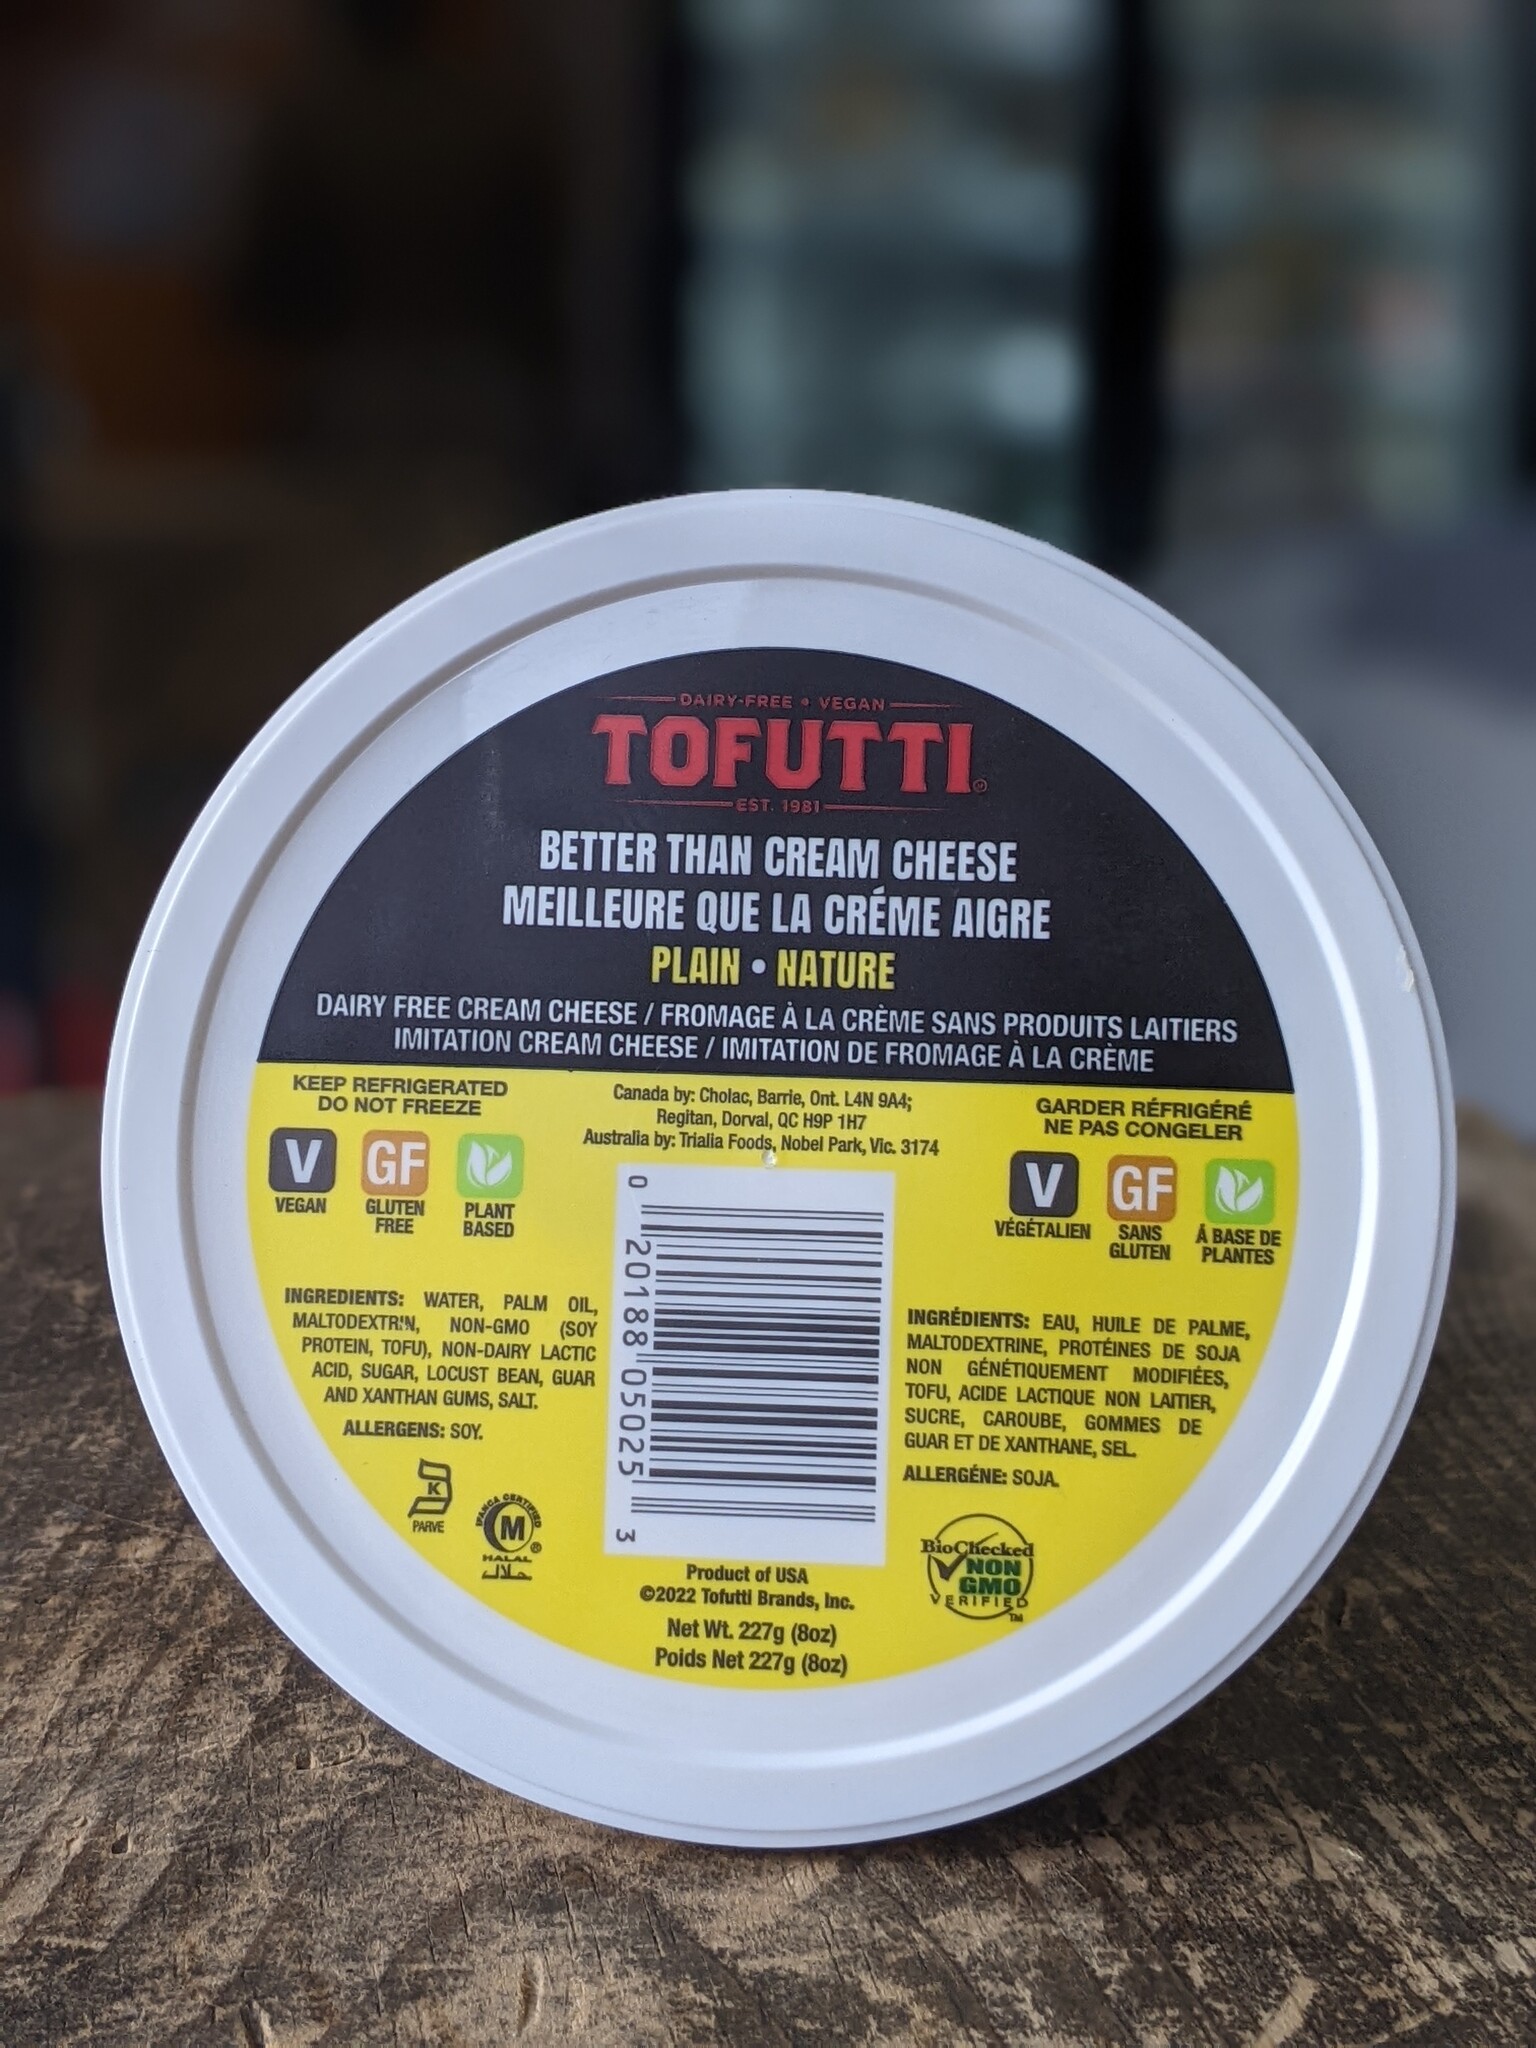 DAIRY-FREE • VEGAN
TOFUTTI®
EST. 1981
BETTER THAN CREAM CHEESE
MEILLEURE QUE LA CRÉME AIGRE
PLAIN • NATURE
DAIRY FREE CREAM CHEESE / FROMAGE À LA CRÈME SANS PRODUITS LAITIERS
IMITATION CREAM CHEESE / IMITATION DE FROMAGE À LA CRÈME
KEEP REFRIGERATED
DO NOT FREEZE
V
VEGAN
GF
GLUTEN
FREE
PLANT
BASED
INGREDIENTS: WATER, PALM OIL,
MALTODEXTRIN, NON-GMO (SOY
PROTEIN, TOFU), NON-DAIRY LACTIC
ACID, SUGAR, LOCUST BEAN, GUAR
AND XANTHAN GUMS, SALT.
ALLERGENS: SOY.
K
PARVE
IFANCA CERTIFIED
M®
HALAL
حلال
Canada by: Cholac, Barrie, Ont. L4N 9A4;
Regitan, Dorval, QC H9P 1H7
Australia by: Trialia Foods, Nobel Park, Vic. 3174
0 20188 05025 3
Product of USA
©2022 Tofutti Brands, Inc.
Net Wt. 227g (8oz)
Poids Net 227g (8oz)
GARDER RÉFRIGÉRÉ
NE PAS CONGELER
V
VÉGÉTALIEN
GF
SANS
GLUTEN
Á BASE DE
PLANTES
INGRÉDIENTS: EAU, HUILE DE PALME,
MALTODEXTRINE, PROTÉINES DE SOJA
NON GÉNÉTIQUEMENT MODIFIÉES,
TOFU, ACIDE LACTIQUE NON LAITIER,
SUCRE, CAROUBE, GOMMES DE
GUAR ET DE XANTHANE, SEL.
ALLERGÉNE: SOJA.
BioChecked
NON
GMO
VERIFIED
TM